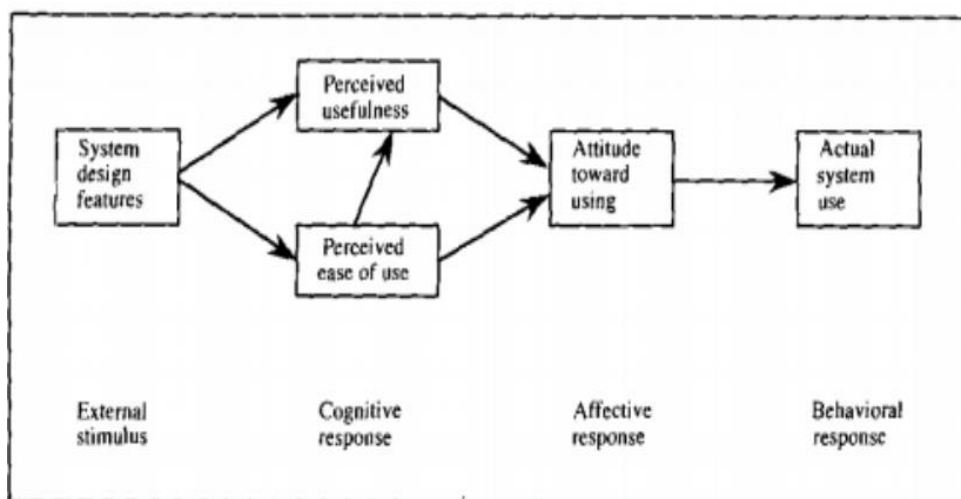 System
design
features
Perceived
usefulness
Perceived
ease of use
Attitude
toward
using
Actual
system
use
External
stimulus
Cognitive
response
Affective
response
Behavioral
response